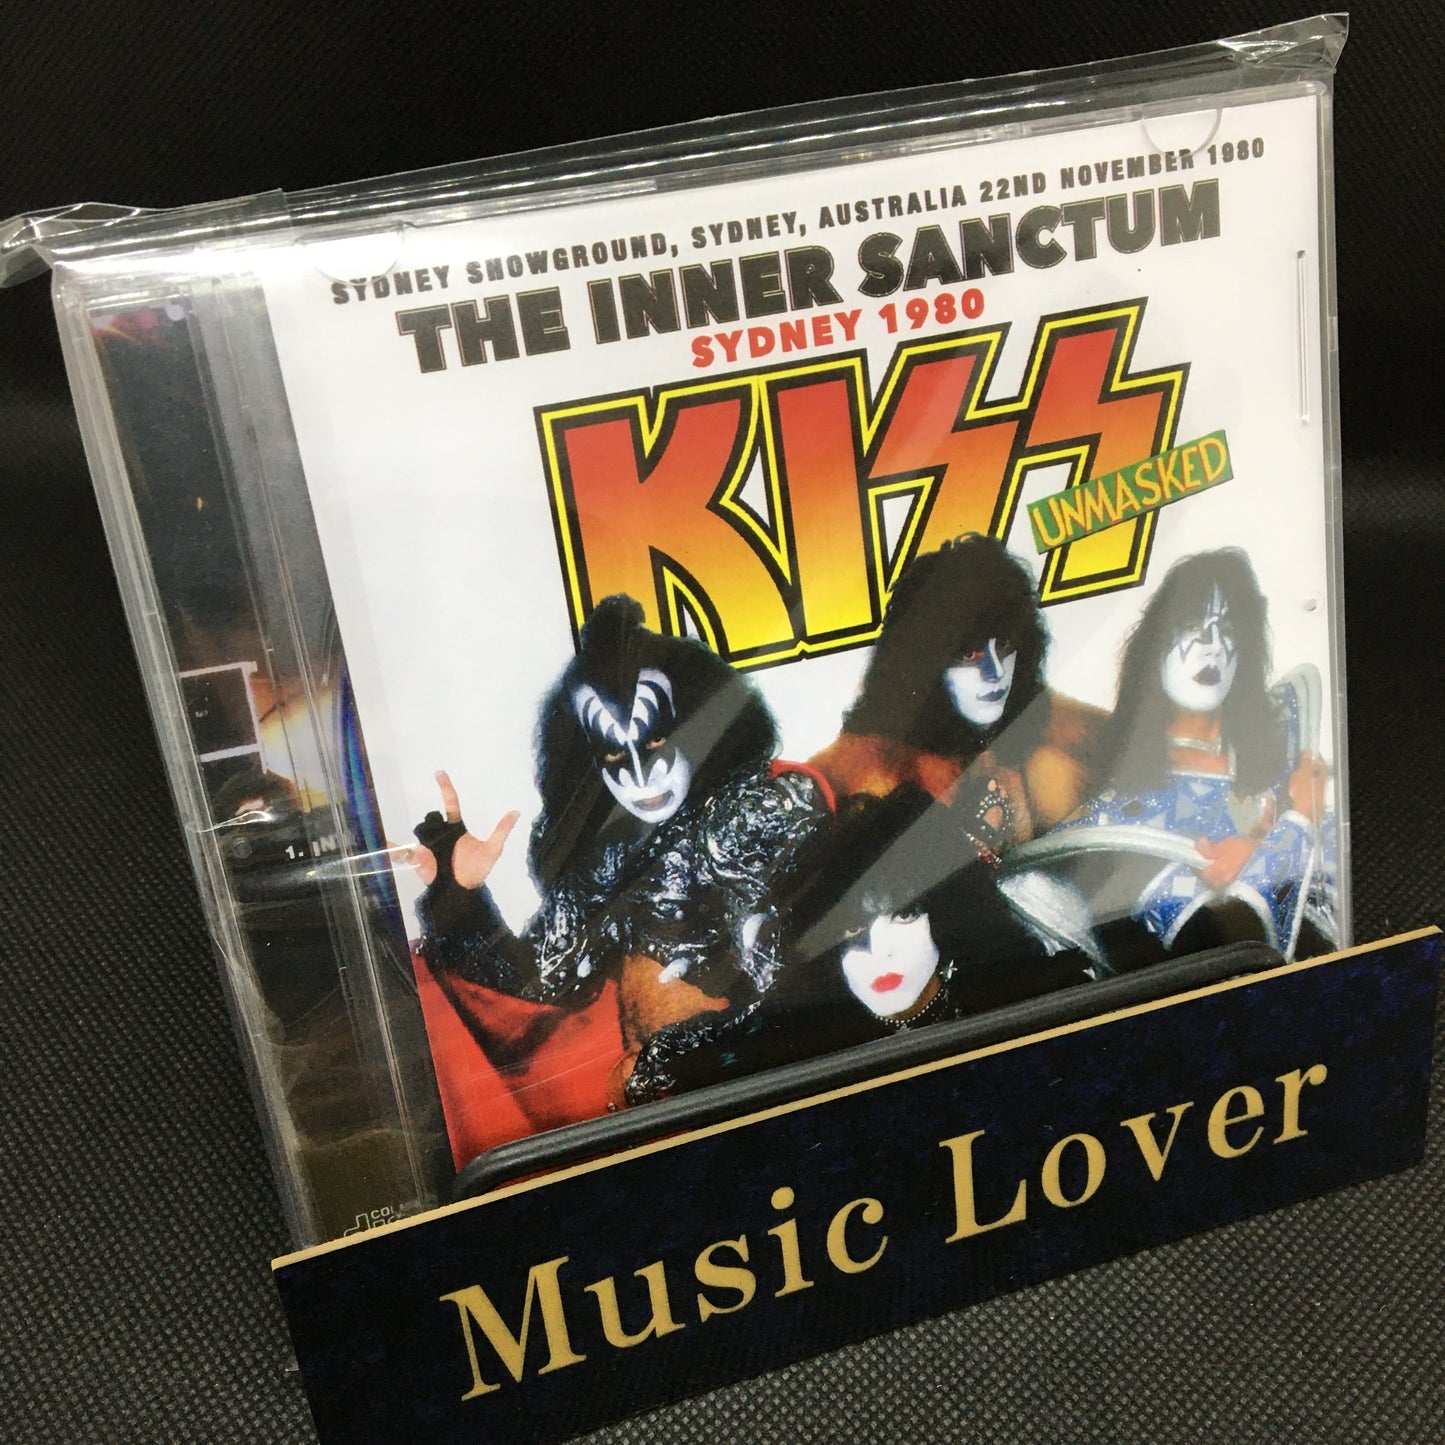 SYDNEY SHOWGROUND, SYDNEY, AUSTRALIA 22ND NOVEMBER 1980
THE INNER SANCTUM
SYDNEY 1980
KISS
UNMASKED
1. IN
Music Lover